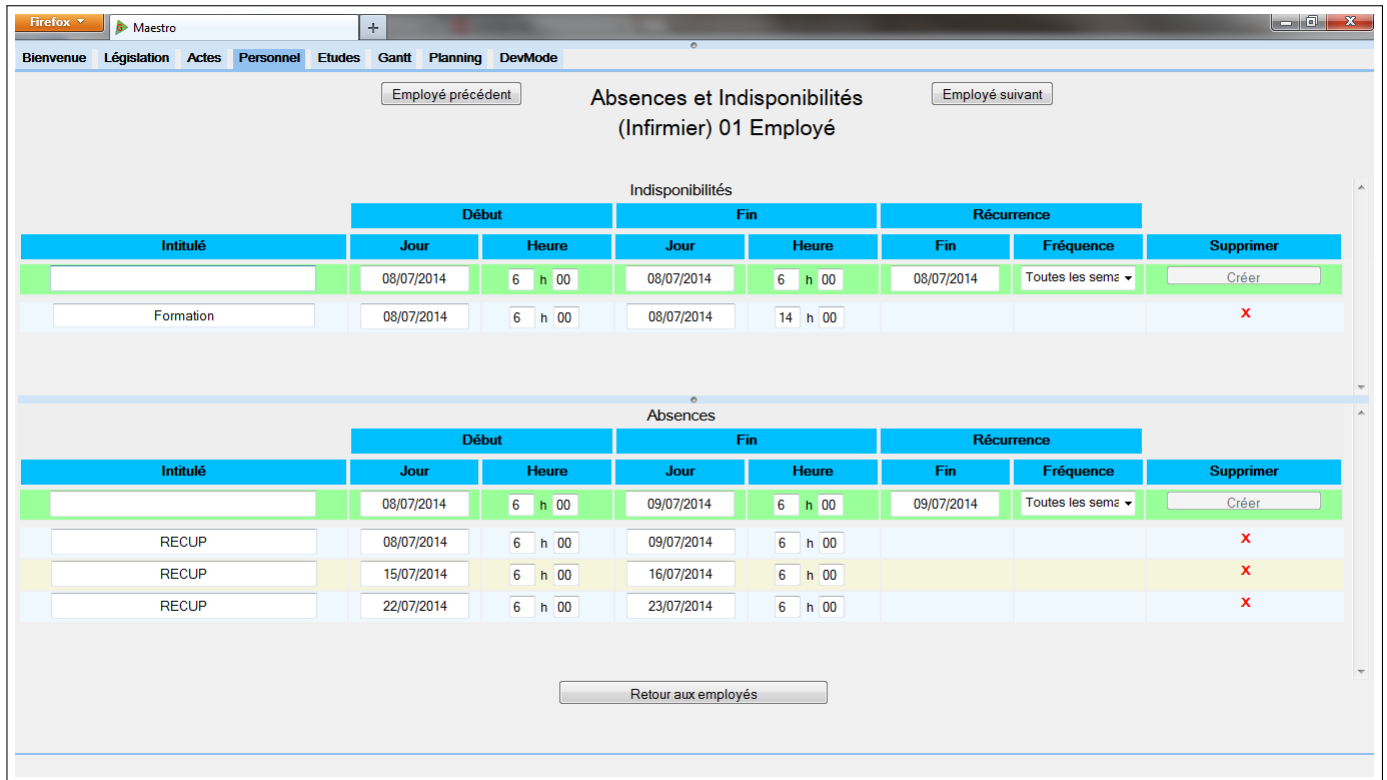 Firefox
Maestro
+
Bienvenue Législation Actes Personnel Etudes Gantt Planning DevMode
Employé précédent Absences et Indisponibilités Employé suivant
(Infirmier) 01 Employé
Indisponibilités
Début Fin Récurrence
Intitulé Jour Heure Jour Heure Fin Fréquence Supprimer
08/07/2014 6 h 00 08/07/2014 6 h 00 08/07/2014 Toutes les sema Créer
Formation 08/07/2014 6 h 00 08/07/2014 14 h 00 X
Absences
Début Fin Récurrence
Intitulé Jour Heure Jour Heure Fin Fréquence Supprimer
08/07/2014 6 h 00 09/07/2014 6 h 00 09/07/2014 Toutes les sema Créer
RECUP 08/07/2014 6 h 00 09/07/2014 6 h 00 X
RECUP 15/07/2014 6 h 00 16/07/2014 6 h 00 X
RECUP 22/07/2014 6 h 00 23/07/2014 6 h 00 X
Retour aux employés